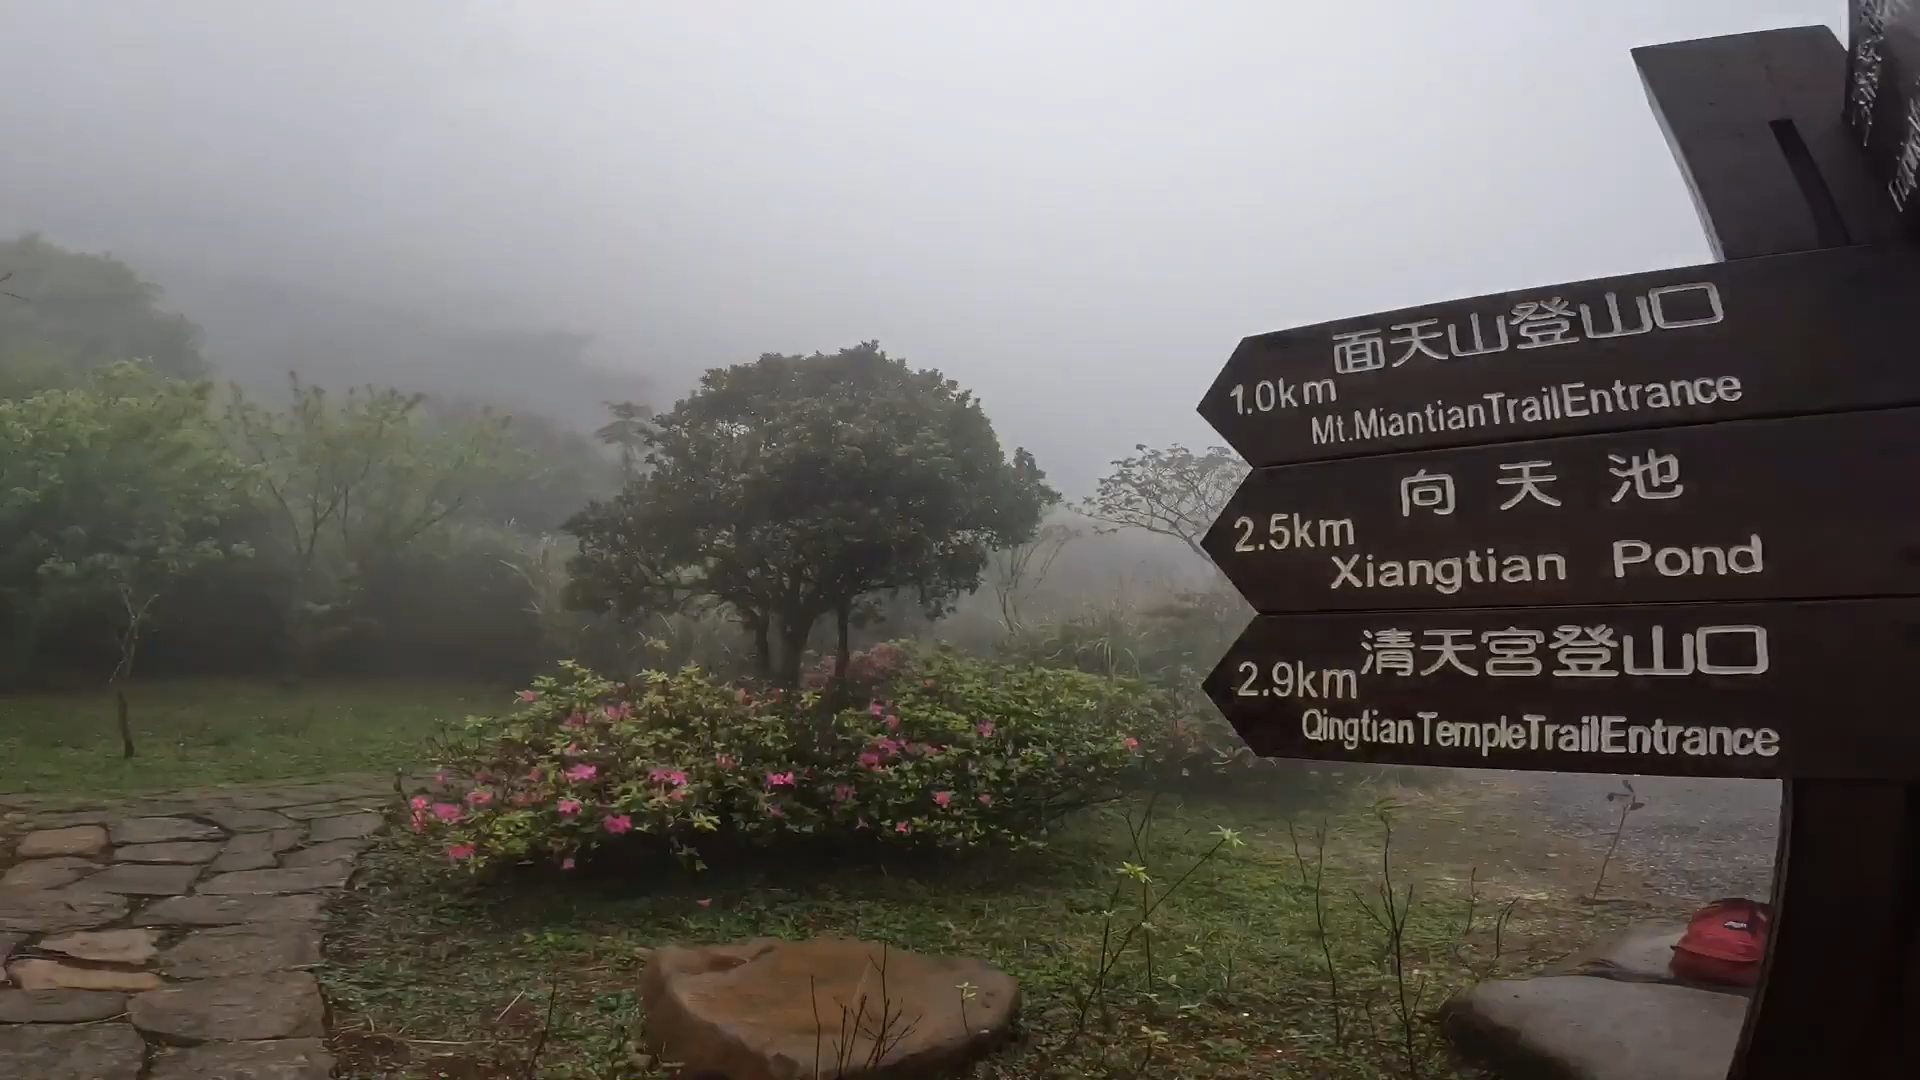 面天山登山口
1.0km
Mt.MiantianTrailEntrance
向天池
2.5km
Xiangtian Pond
清天宮登山口
2.9km
QingtianTempleTrailEntrance